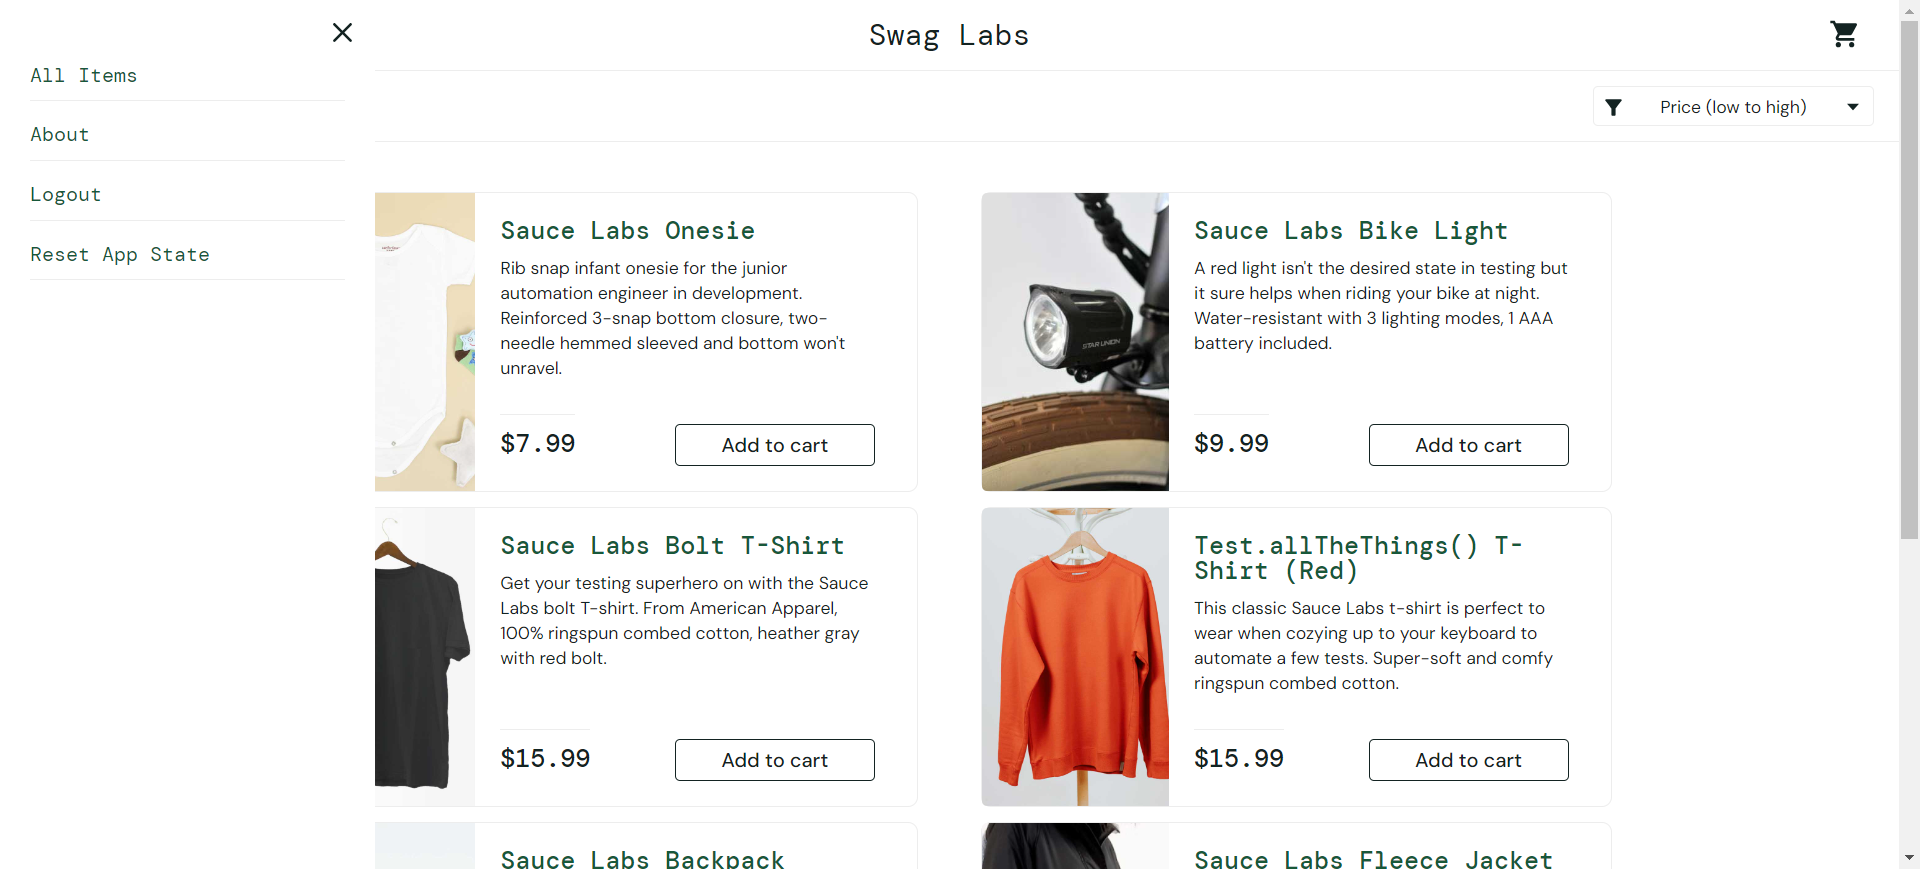 All Items
About
Logout
Reset App State
Swag Labs
Price (low to high)
Sauce Labs Onesie
Rib snap infant onesie for the junior
automation engineer in development.
Reinforced 3-snap bottom closure, two-
needle hemmed sleeved and bottom won't
unravel.
$7.99
Add to cart
Sauce Labs Bike Light
A red light isn't the desired state in testing but
it sure helps when riding your bike at night.
Water-resistant with 3 lighting modes, 1 AAA
battery included.
$9.99
Add to cart
STAR UNION
Sauce Labs Bolt T-Shirt
Get your testing superhero on with the Sauce
Labs bolt T-shirt. From American Apparel,
100% ringspun combed cotton, heather gray
with red bolt.
$15.99
Add to cart
Test.allTheThings() T-
Shirt (Red)
This classic Sauce Labs t-shirt is perfect to
wear when cozying up to your keyboard to
automate a few tests. Super-soft and comfy
ringspun combed cotton.
$15.99
Add to cart
Sauce Labs Backpack
Sauce Labs Fleece Jacket